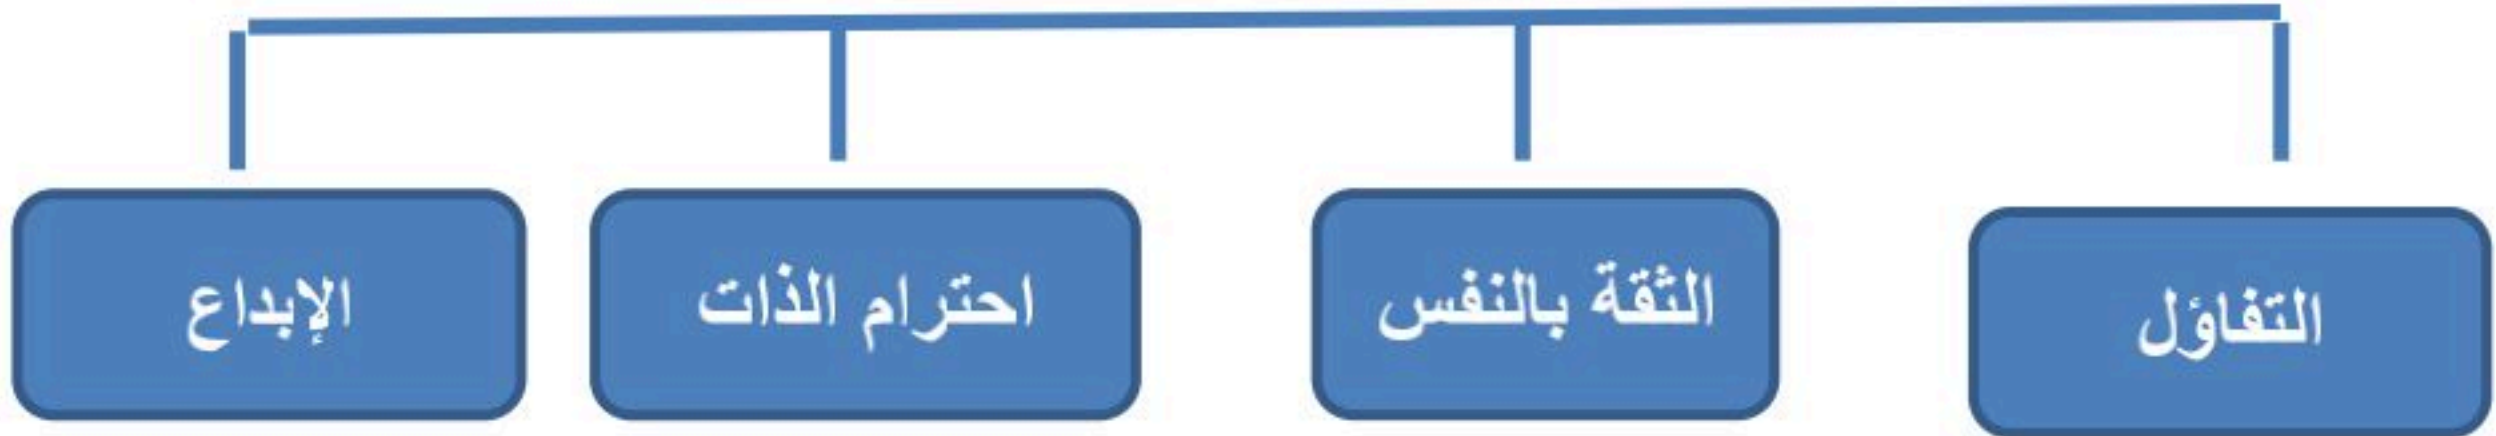 التفاؤل
الثقة بالنفس
احترام الذات
الإبداع